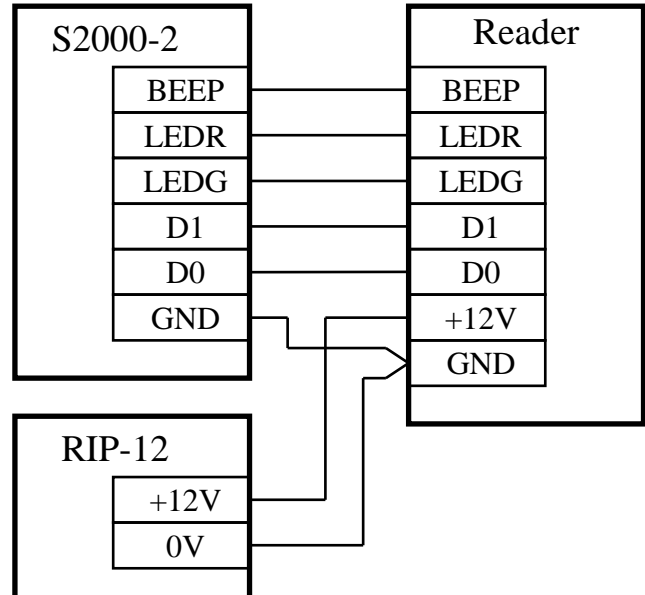 S2000-2
BEEP
LEDR
LEDG
D1
D0
GND
Reader
BEEP
LEDR
LEDG
D1
D0
+12V
GND
RIP-12
+12V
0V